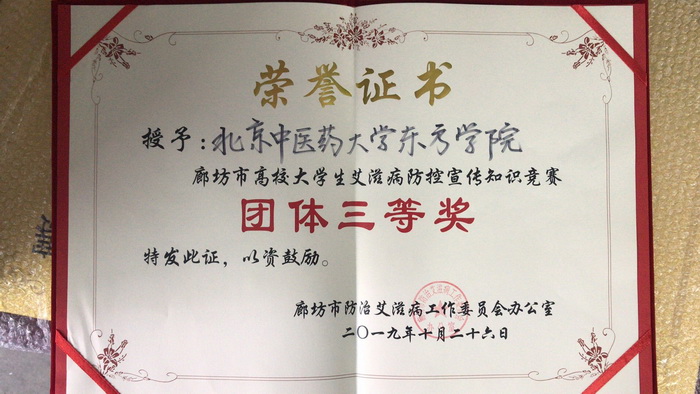 荣誉证书
授予：北京中医药大学东方学院
廊坊市高校大学生艾滋病防控宣传知识竞赛
团体三等奖
特发此证，以资鼓励。
廊坊市防治艾滋病工作委员会办公室
二〇一九年十月二十六日